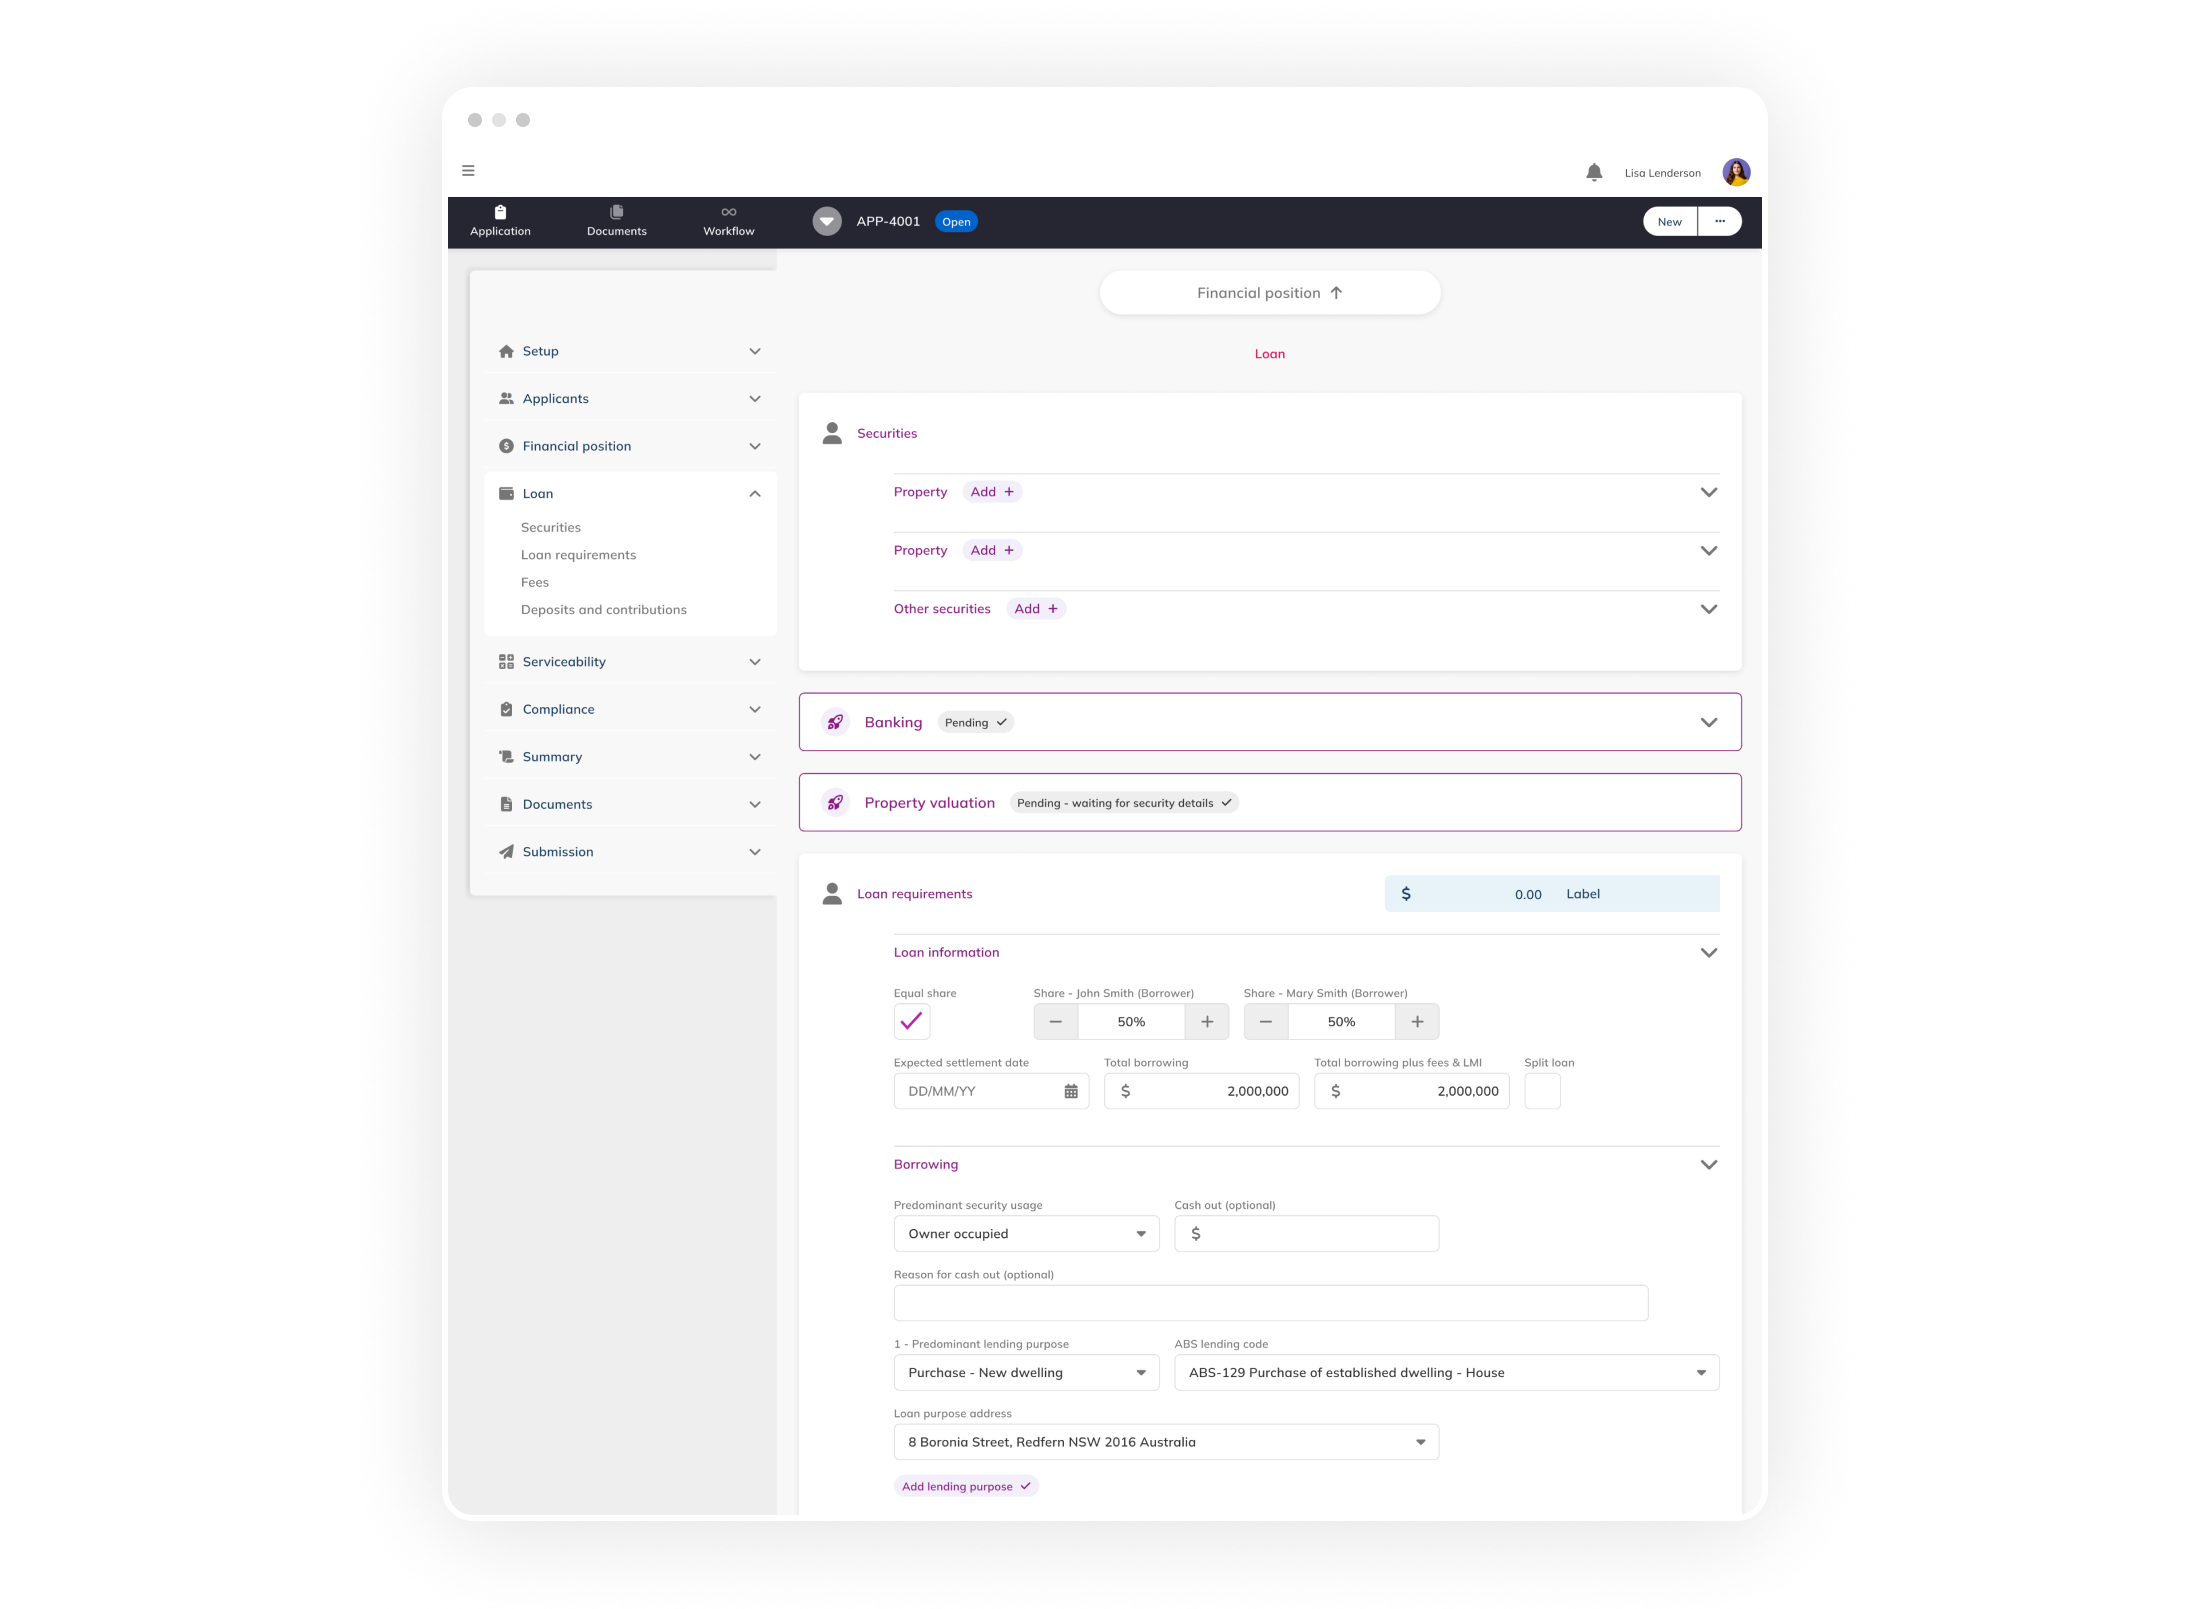 Lisa Lenderson
Application
Documents
Workflow
APP-4001
Open
New
Setup
Applicants
Financial position
Loan
Securities
Loan requirements
Fees
Deposits and contributions
Serviceability
Compliance
Summary
Documents
Submission
Financial position
Loan
Securities
Property Add +
Property Add +
Other securities Add +
Banking Pending
Property valuation Pending - waiting for security details
Loan requirements $ 0.00 Label
Loan information
Equal share Share - John Smith (Borrower) Share - Mary Smith (Borrower)
− 50% + − 50% +
Expected settlement date Total borrowing Total borrowing plus fees & LMI Split loan
DD/MM/YY $ 2,000,000 $ 2,000,000
Borrowing
Predominant security usage Cash out (optional)
Owner occupied $
Reason for cash out (optional)
1 - Predominant lending purpose ABS lending code
Purchase - New dwelling ABS-129 Purchase of established dwelling - House
Loan purpose address
8 Boronia Street, Redfern NSW 2016 Australia
Add lending purpose